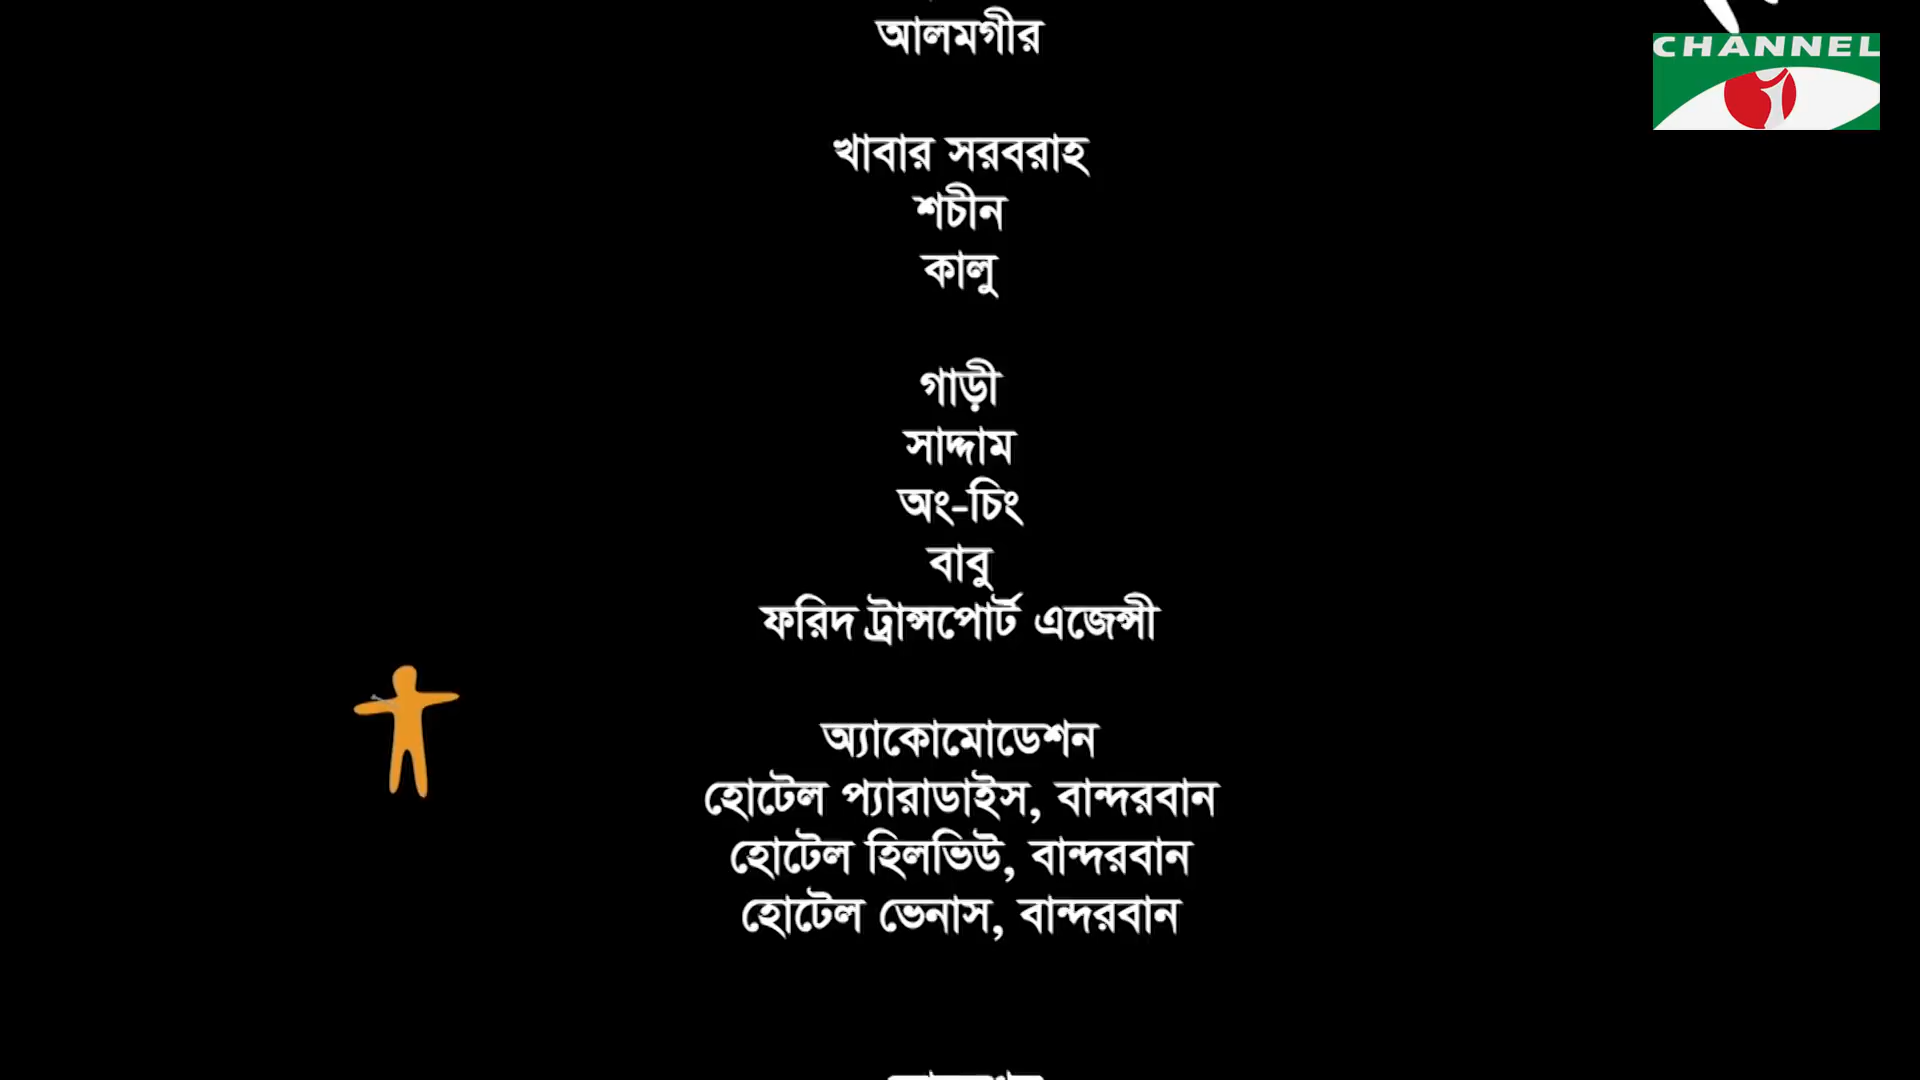 আলমগীর
CHANNEL
খাবার সরবরাহ
শচীন
কালু
গাড়ী
সাদ্দাম
অং-চিং
বাবু
ফরিদ ট্রান্সপোর্ট এজেন্সী
অ্যাকোমোডেশন
হোটেল প্যারাডাইস, বান্দরবান
হোটেল হিলভিউ, বান্দরবান
হোটেল ভেনাস, বান্দরবান